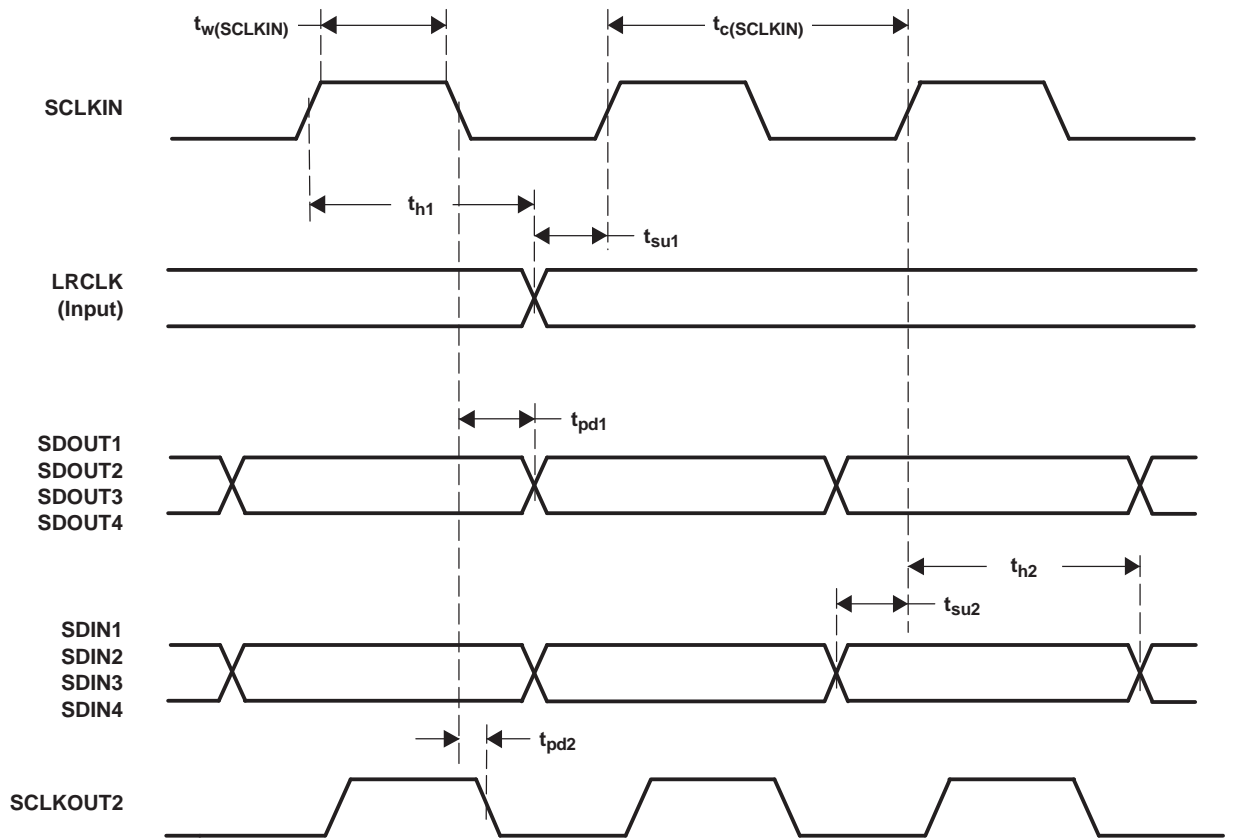 tw(SCLKIN)
tc(SCLKIN)
SCLKIN
th1
tsu1
LRCLK
(Input)
tpd1
SDOUT1
SDOUT2
SDOUT3
SDOUT4
th2
tsu2
SDIN1
SDIN2
SDIN3
SDIN4
tpd2
SCLKOUT2